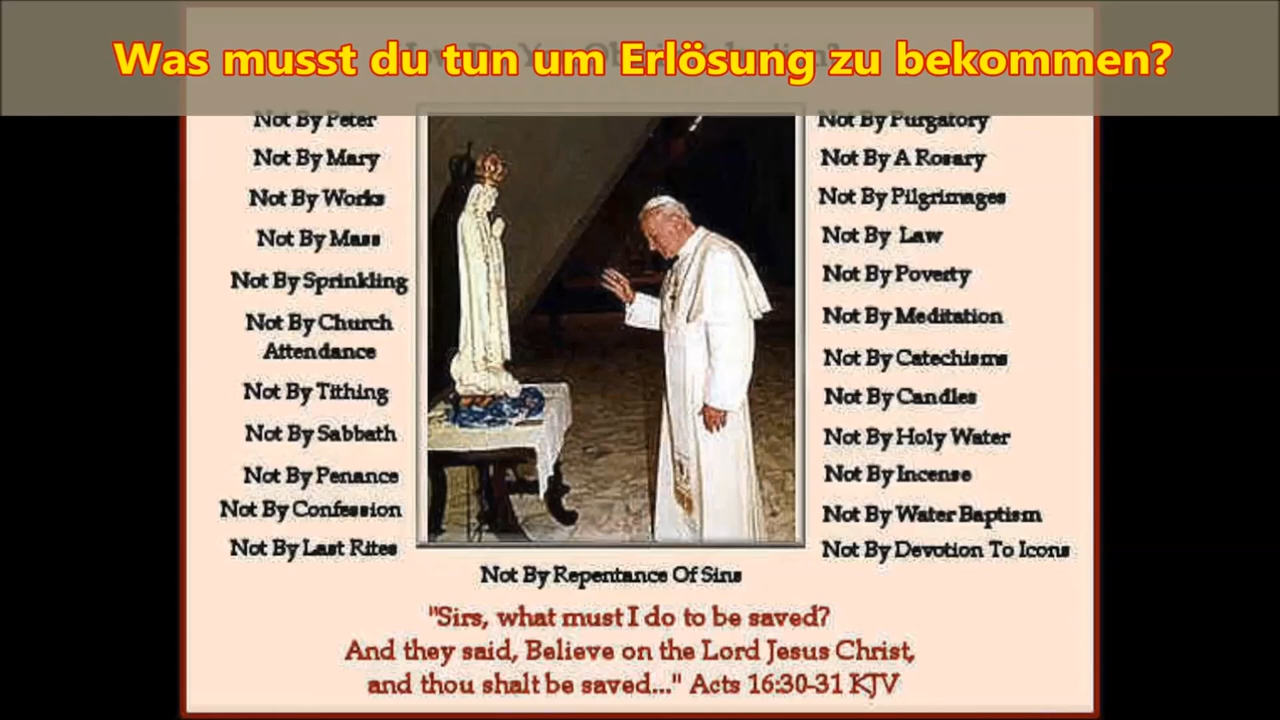 Was musst du tun um Erlösung zu bekommen?
Not By Peter
Not By Mary
Not By Works
Not By Mass
Not By Sprinkling
Not By Church
Attendance
Not By Tithing
Not By Sabbath
Not By Penance
Not By Confession
Not By Last Rites
Not By Purgatory
Not By A Rosary
Not By Pilgrimages
Not By Law
Not By Poverty
Not By Meditation
Not By Catechisms
Not By Candles
Not By Holy Water
Not By Incense
Not By Water Baptism
Not By Devotion To Icons
Not By Repentance Of Sins
"Sirs, what must I do to be saved?
And they said, Believe on the Lord Jesus Christ,
and thou shalt be saved..." Acts 16:30-31 KJV